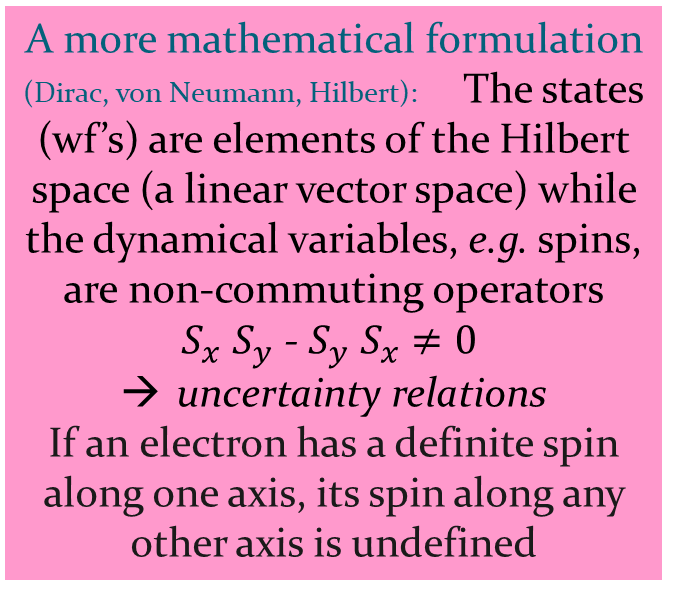 A more mathematical formulation
(Dirac, von Neumann, Hilbert): The states
(wf’s) are elements of the Hilbert
space (a linear vector space) while
the dynamical variables, e.g. spins,
are non-commuting operators
Sx Sy - Sy Sx ≠ 0
→ uncertainty relations
If an electron has a definite spin
along one axis, its spin along any
other axis is undefined